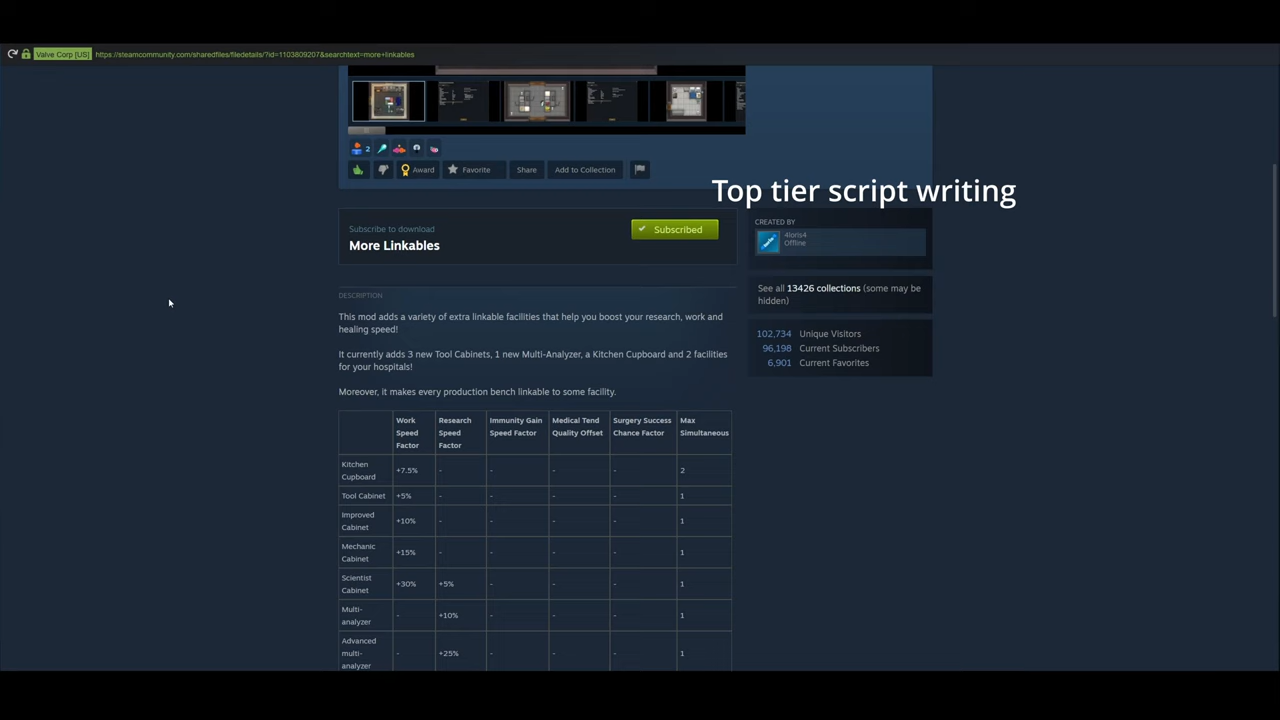 Valve Corp [US] https://steamcommunity.com/sharedfiles/filedetails/?id=1103809207&searchtext=more+linkables
2
Award Favorite Share Add to Collection
Top tier script writing
Subscribe to download
More Linkables
Subscribed
CREATED BY
4loris4
Offline
See all 13426 collections (some may be
hidden)
102,734 Unique Visitors
96,198 Current Subscribers
6,901 Current Favorites
DESCRIPTION
This mod adds a variety of extra linkable facilities that help you boost your research, work and
healing speed!
It currently adds 3 new Tool Cabinets, 1 new Multi-Analyzer, a Kitchen Cupboard and 2 facilities
for your hospitals!
Moreover, it makes every production bench linkable to some facility.
Work Research Immunity Gain Medical Tend Surgery Success Max
Speed Speed Speed Factor Quality Offset Chance Factor Simultaneous
Factor Factor
Kitchen
Cupboard +7.5% - - - - 2
Tool Cabinet +5% - - - - 1
Improved
Cabinet +10% - - - - 1
Mechanic
Cabinet +15% - - - - 1
Scientist
Cabinet +30% +5% - - - 1
Multi-
analyzer - +10% - - - 1
Advanced
multi- - +25% - - - 1
analyzer